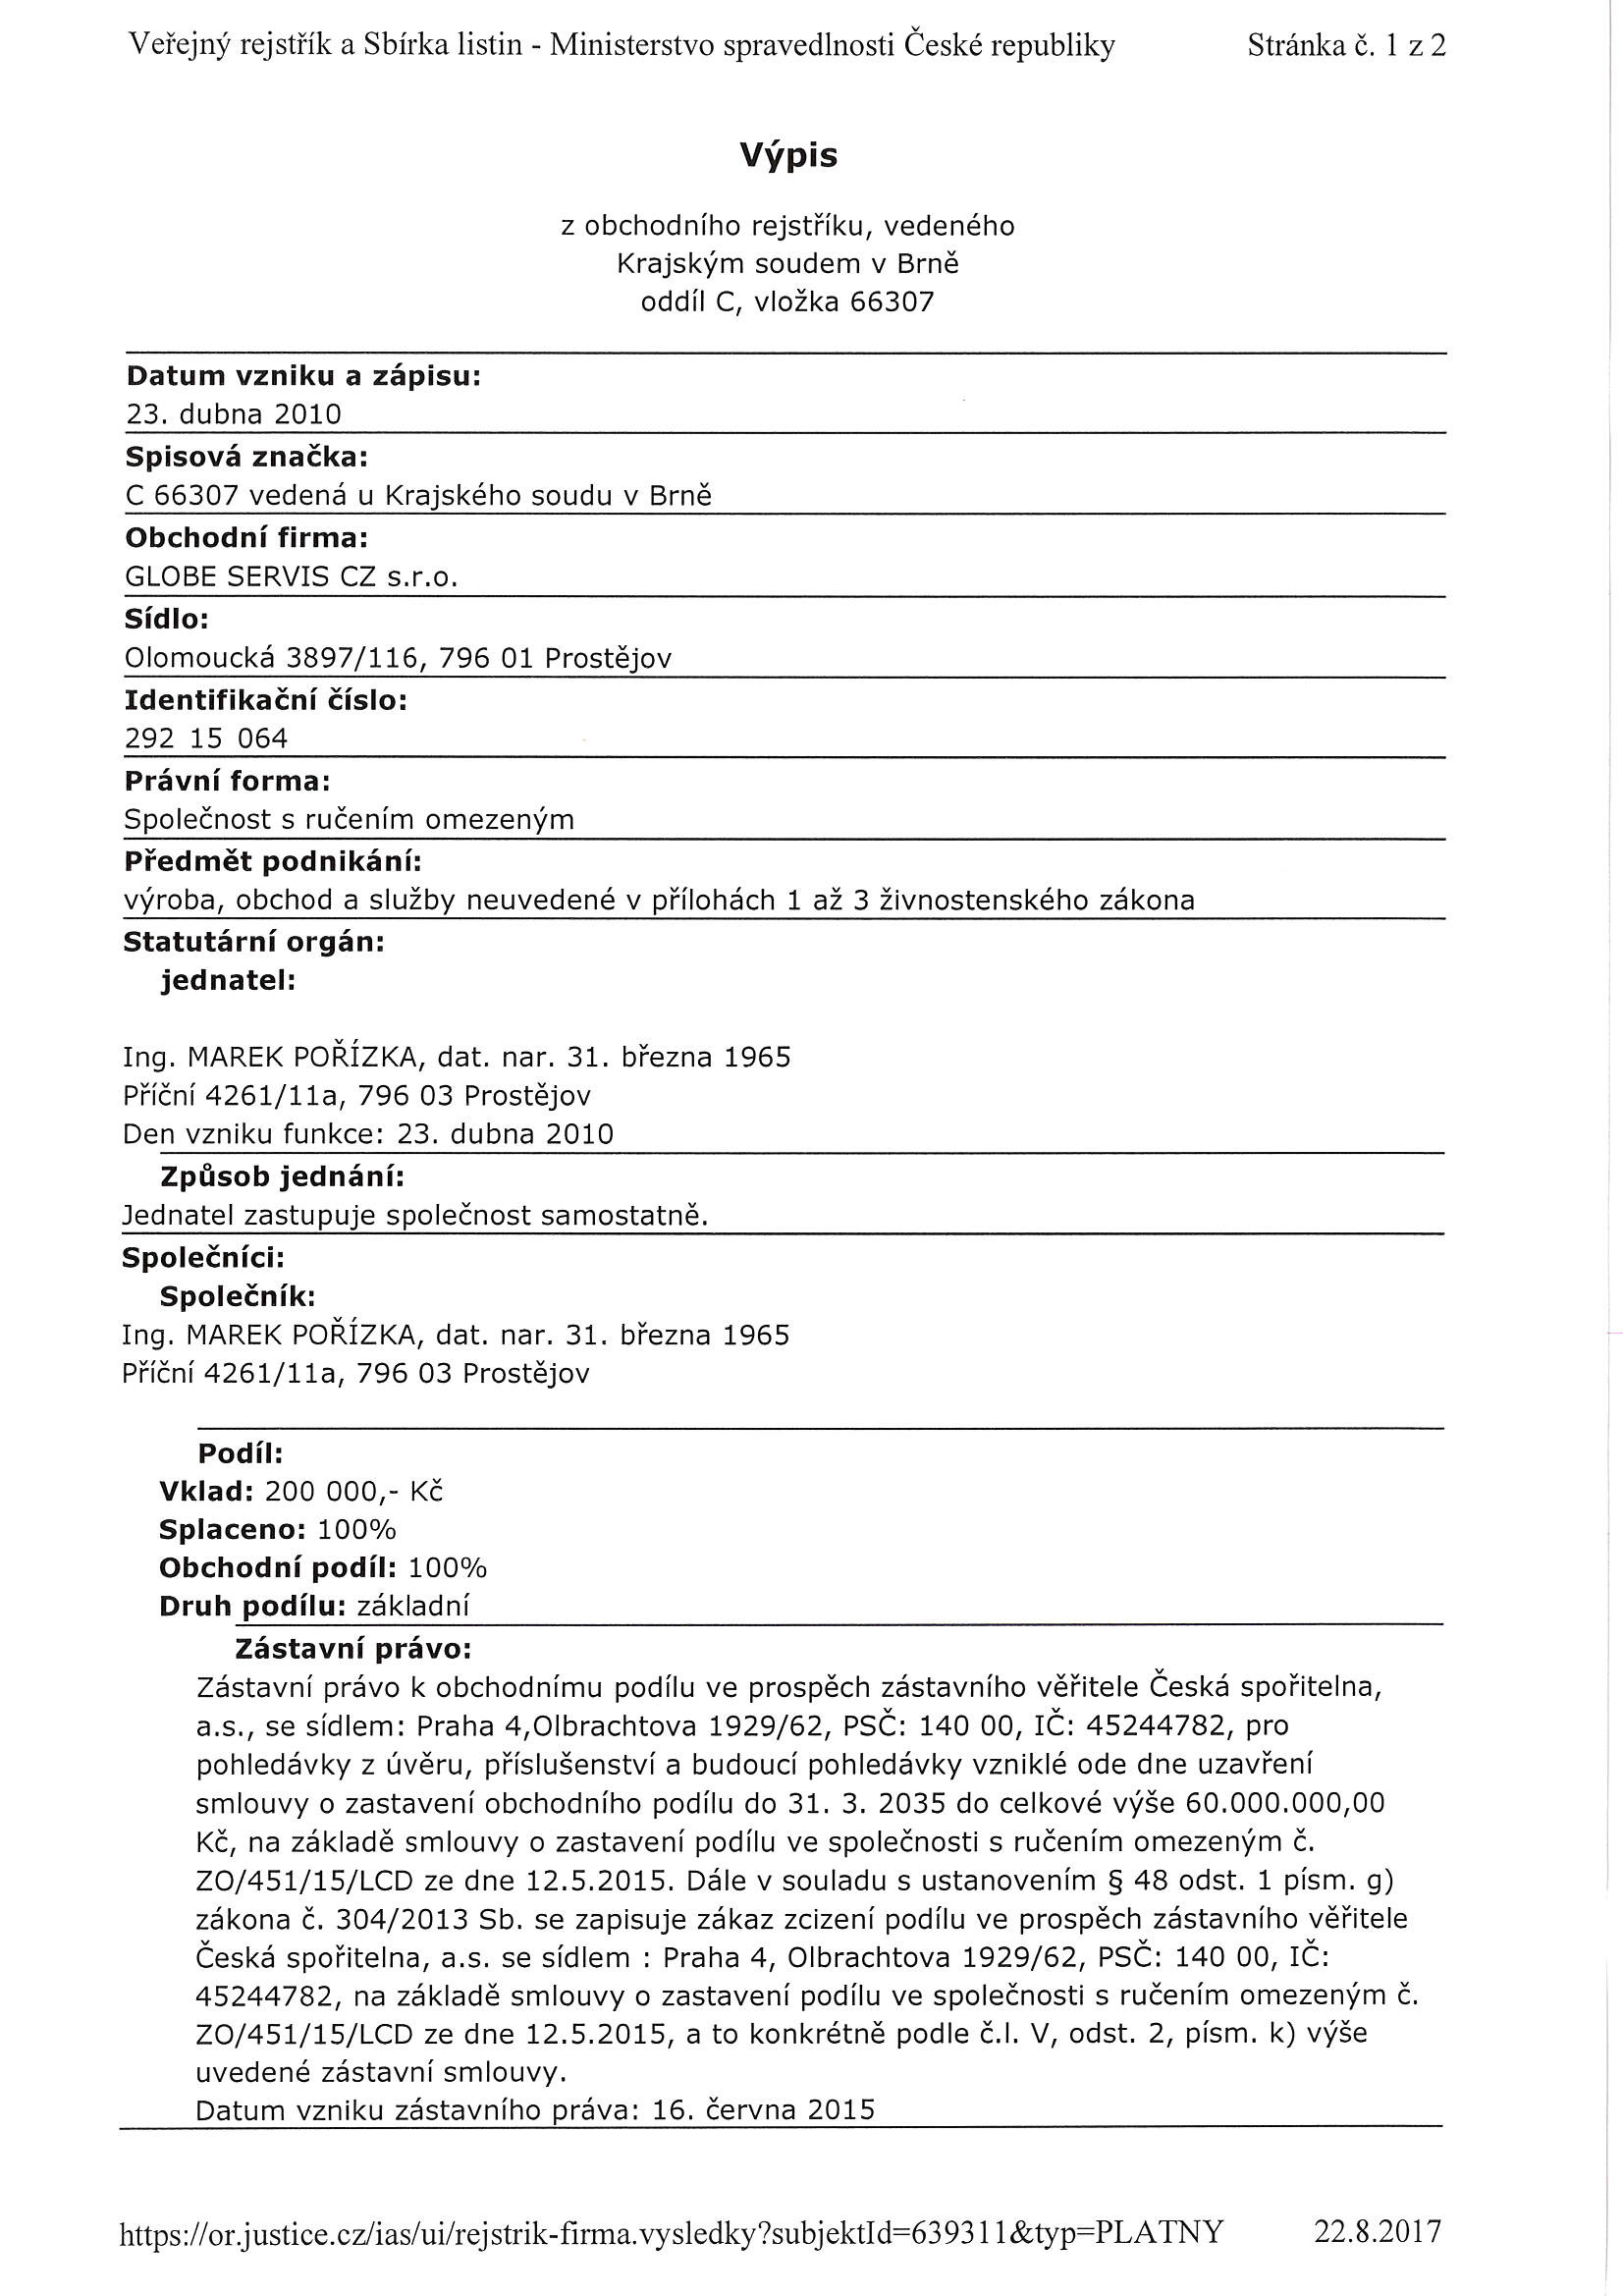 Veřejný rejstřík a Sbírka listin - Ministerstvo spravedlnosti České republiky Stránka č. 1 z 2
Výpis
z obchodního rejstříku, vedeného
Krajským soudem v Brně
oddíl C, vložka 66307
Datum vzniku a zápisu:
23. dubna 2010
Spisová značka:
C 66307 vedená u Krajského soudu v Brně
Obchodní firma:
GLOBE SERVIS CZ s.r.o.
Sídlo:
Olomoucká 3897/116, 796 01 Prostějov
Identifikační číslo:
292 15 064
Právní forma:
Společnost s ručením omezeným
Předmět podnikání:
výroba, obchod a služby neuvedené v přílohách 1 až 3 živnostenského zákona
Statutární orgán:
jednatel:
Ing. MAREK POŘÍZKA, dat. nar. 31. března 1965
Příční 4261/11a, 796 03 Prostějov
Den vzniku funkce: 23. dubna 2010
Způsob jednání:
Jednatel zastupuje společnost samostatně.
Společníci:
Společník:
Ing. MAREK POŘÍZKA, dat. nar. 31. března 1965
Příční 4261/11a, 796 03 Prostějov
Podíl:
Vklad: 200 000,- Kč
Splaceno: 100%
Obchodní podíl: 100%
Druh podílu: základní
Zástavní právo:
Zástavní právo k obchodnímu podílu ve prospěch zástavního věřitele Česká spořitelna,
a.s., se sídlem: Praha 4,Olbrachtova 1929/62, PSČ: 140 00, IČ: 45244782, pro
pohledávky z úvěru, příslušenství a budoucí pohledávky vzniklé ode dne uzavření
smlouvy o zastavení obchodního podílu do 31. 3. 2035 do celkové výše 60.000.000,00
Kč, na základě smlouvy o zastavení podílu ve společnosti s ručením omezeným č.
ZO/451/15/LCD ze dne 12.5.2015. Dále v souladu s ustanovením § 48 odst. 1 písm. g)
zákona č. 304/2013 Sb. se zapisuje zákaz zcizení podílu ve prospěch zástavního věřitele
Česká spořitelna, a.s. se sídlem : Praha 4, Olbrachtova 1929/62, PSČ: 140 00, IČ:
45244782, na základě smlouvy o zastavení podílu ve společnosti s ručením omezeným č.
ZO/451/15/LCD ze dne 12.5.2015, a to konkrétně podle č.l. V, odst. 2, písm. k) výše
uvedené zástavní smlouvy.
Datum vzniku zástavního práva: 16. června 2015
https://or.justice.cz/ias/ui/rejstrik-firma.vysledky?subjektId=639311&typ=PLATNY 22.8.2017